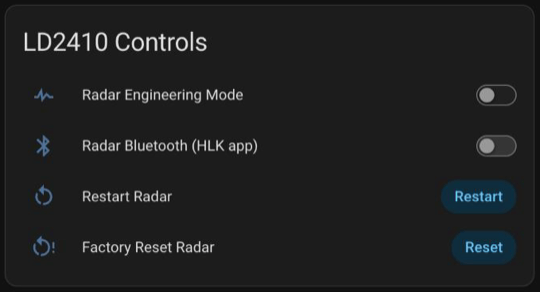 LD2410 Controls
Radar Engineering Mode
Radar Bluetooth (HLK app)
Restart Radar Restart
Factory Reset Radar Reset